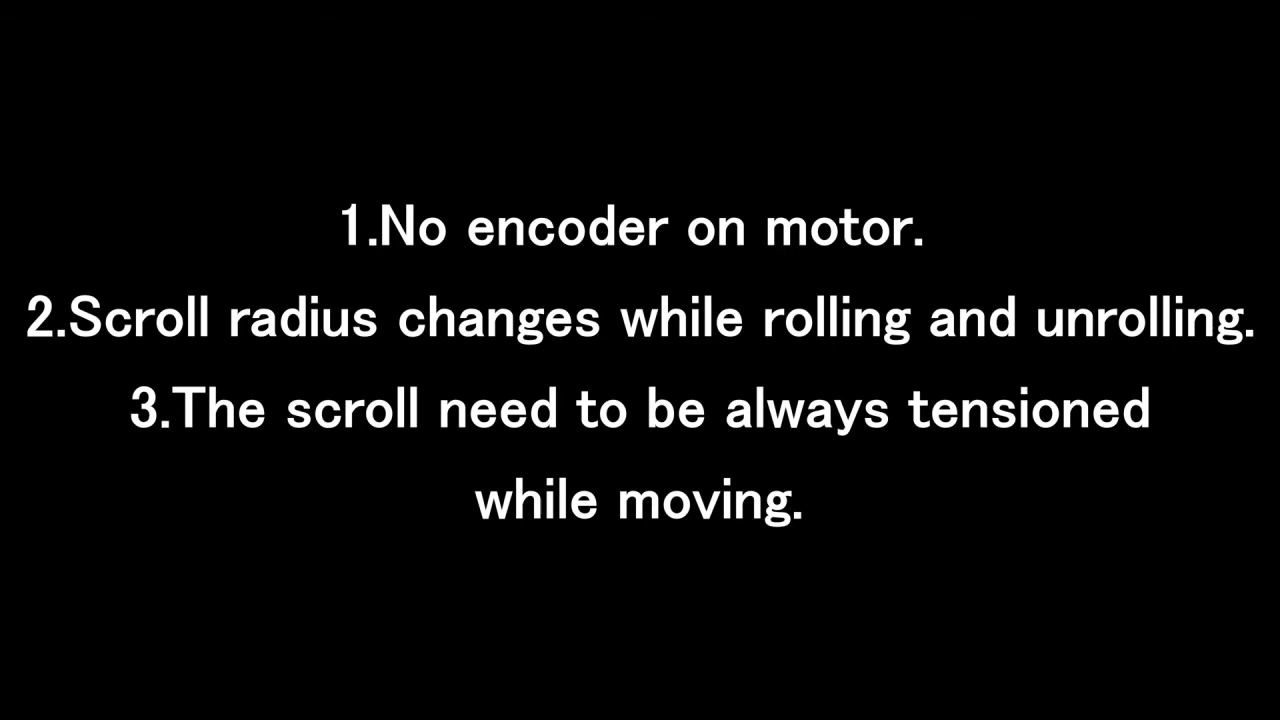 1.No encoder on motor.
2.Scroll radius changes while rolling and unrolling.
3.The scroll need to be always tensioned
while moving.